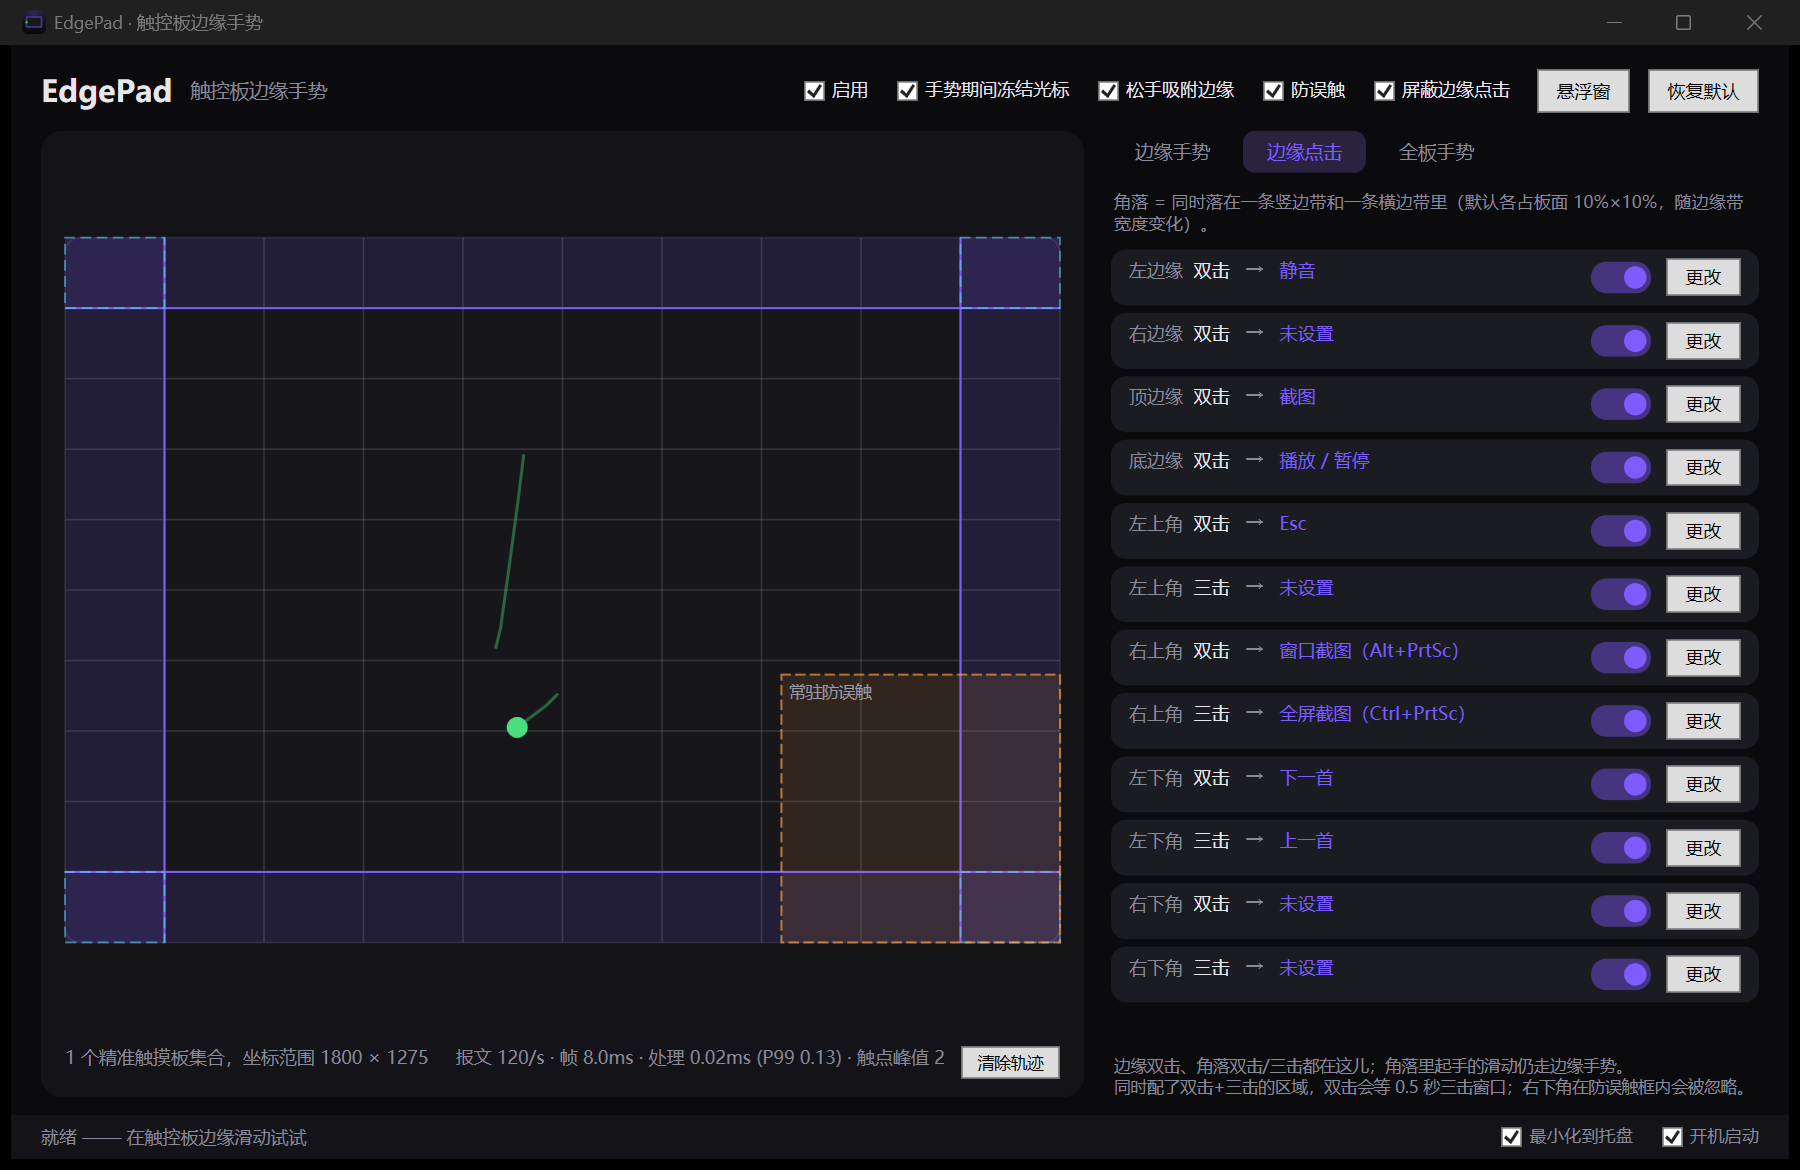 EdgePad · 触控板边缘手势
EdgePad 触控板边缘手势
启用 手势期间冻结光标 松手吸附边缘 防误触 屏蔽边缘点击 悬浮窗 恢复默认
边缘手势 边缘点击 全板手势
角落 = 同时落在一条竖边带和一条横边带里（默认各占板面 10%×10%，随边缘带
宽度变化）。
左边缘 双击 → 静音 更改
右边缘 双击 → 未设置 更改
顶边缘 双击 → 截图 更改
底边缘 双击 → 播放 / 暂停 更改
左上角 双击 → Esc 更改
左上角 三击 → 未设置 更改
右上角 双击 → 窗口截图（Alt+PrtSc） 更改
右上角 三击 → 全屏截图（Ctrl+PrtSc） 更改
左下角 双击 → 下一首 更改
左下角 三击 → 上一首 更改
右下角 双击 → 未设置 更改
右下角 三击 → 未设置 更改
常驻防误触
1 个精准触摸板集合，坐标范围 1800 × 1275 报文 120/s · 帧 8.0ms · 处理 0.02ms (P99 0.13) · 触点峰值 2 清除轨迹
边缘双击、角落双击/三击都在这儿；角落里起手的滑动仍走边缘手势。
同时配了双击+三击的区域，双击会等 0.5 秒三击窗口；右下角在防误触框内会被忽略。
就绪 —— 在触控板边缘滑动试试 最小化到托盘 开机启动